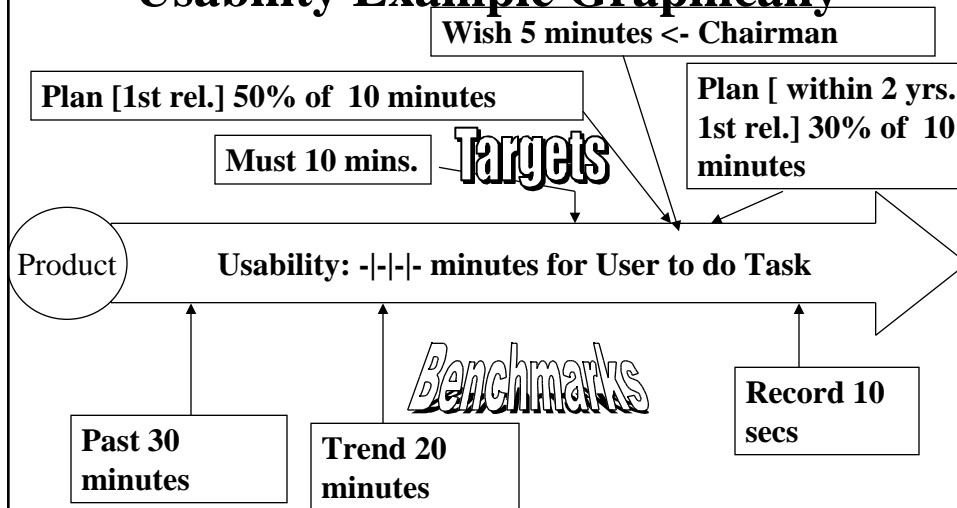 Usability Example Graphically
Wish 5 minutes <- Chairman
Plan [1st rel.] 50% of 10 minutes
Plan [ within 2 yrs.
1st rel.] 30% of 10
minutes
Must 10 mins.
Targets
Product
Usability: -|-|-|- minutes for User to do Task
Benchmarks
Past 30
minutes
Trend 20
minutes
Record 10
secs